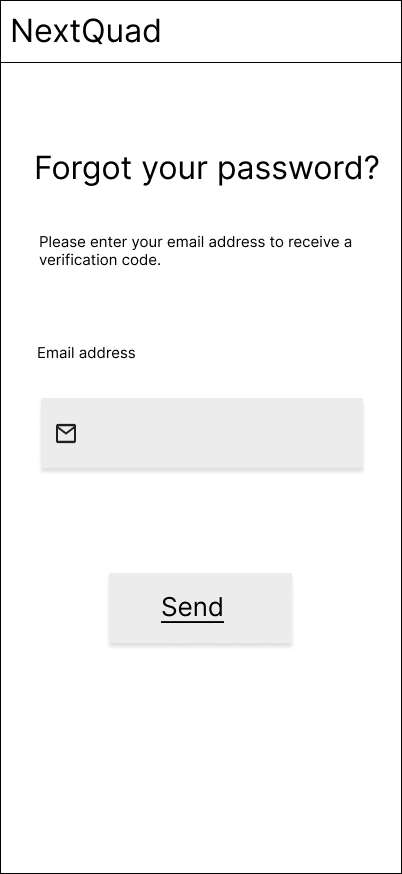 NextQuad
Forgot your password?
Please enter your email address to receive a
verification code.
Email address
Send